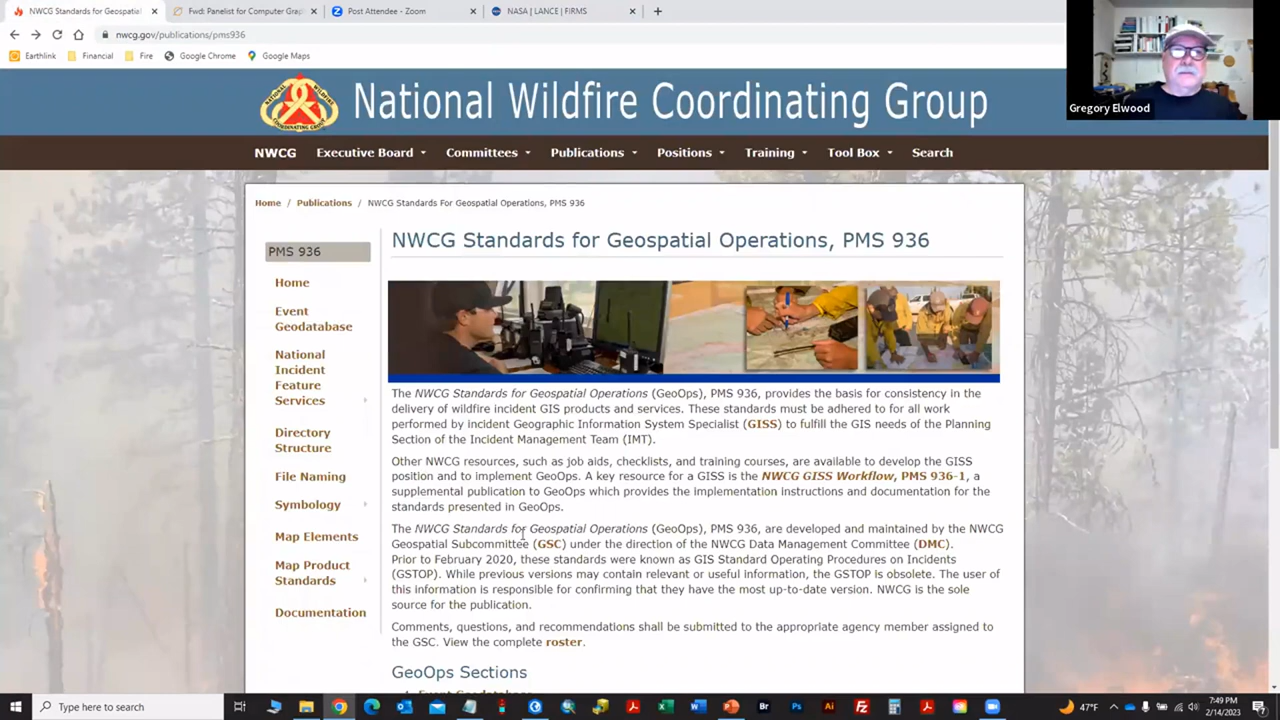 NWCG Standards for Geospatial
Fwd: Panelist for Computer Grap
Post Attendee - Zoom
NASA | LANCE | FIRMS
nwcg.gov/publications/pms936
Earthlink
Financial
Fire
Google Chrome
Google Maps
Gregory Elwood
NATIONAL WILDFIRE
COORDINATING GROUP
National Wildfire Coordinating Group
NWCG
Executive Board
Committees
Publications
Positions
Training
Tool Box
Search
Home / Publications / NWCG Standards For Geospatial Operations, PMS 936
PMS 936
Home
Event
Geodatabase
National
Incident
Feature
Services
Directory
Structure
File Naming
Symbology
Map Elements
Map Product
Standards
Documentation
NWCG Standards for Geospatial Operations, PMS 936
The NWCG Standards for Geospatial Operations (GeoOps), PMS 936, provides the basis for consistency in the
delivery of wildfire incident GIS products and services. These standards must be adhered to for all work
performed by incident Geographic Information System Specialist (GISS) to fulfill the GIS needs of the Planning
Section of the Incident Management Team (IMT).
Other NWCG resources, such as job aids, checklists, and training courses, are available to develop the GISS
position and to implement GeoOps. A key resource for a GISS is the NWCG GISS Workflow, PMS 936-1, a
supplemental publication to GeoOps which provides the implementation instructions and documentation for the
standards presented in GeoOps.
The NWCG Standards for Geospatial Operations (GeoOps), PMS 936, are developed and maintained by the NWCG
Geospatial Subcommittee (GSC) under the direction of the NWCG Data Management Committee (DMC).
Prior to February 2020, these standards were known as GIS Standard Operating Procedures on Incidents
(GSTOP). While previous versions may contain relevant or useful information, the GSTOP is obsolete. The user of
this information is responsible for confirming that they have the most up-to-date version. NWCG is the sole
source for the publication.
Comments, questions, and recommendations shall be submitted to the appropriate agency member assigned to
the GSC. View the complete roster.
GeoOps Sections
Event Geodatabase
Type here to search
47°F
7:49 PM
2/14/2023